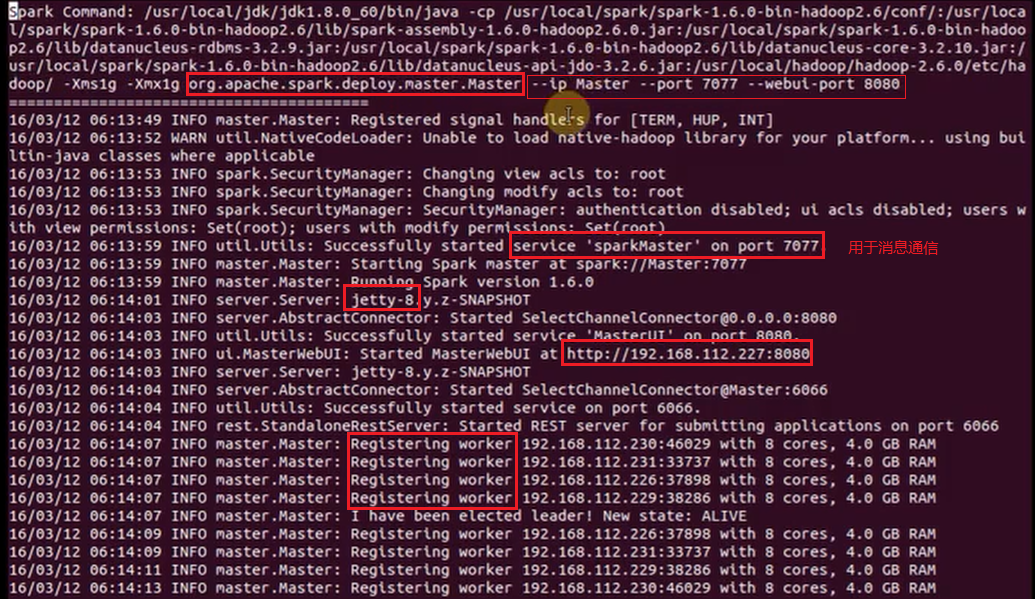 Spark Command: /usr/local/jdk/jdk1.8.0_60/bin/java -cp /usr/local/spark/spark-1.6.0-bin-hadoop2.6/conf/:/usr/loca
l/spark/spark-1.6.0-bin-hadoop2.6/lib/spark-assembly-1.6.0-hadoop2.6.0.jar:/usr/local/spark/spark-1.6.0-bin-hadoo
p2.6/lib/datanucleus-rdbms-3.2.9.jar:/usr/local/spark/spark-1.6.0-bin-hadoop2.6/lib/datanucleus-core-3.2.10.jar:/
usr/local/spark/spark-1.6.0-bin-hadoop2.6/lib/datanucleus-api-jdo-3.2.6.jar:/usr/local/hadoop/hadoop-2.6.0/etc/ha
doop/ -Xms1g -Xmx1g org.apache.spark.deploy.master.Master --ip Master --port 7077 --webui-port 8080
========================================
16/03/12 06:13:49 INFO master.Master: Registered signal handlers for [TERM, HUP, INT]
16/03/12 06:13:52 WARN util.NativeCodeLoader: Unable to load native-hadoop library for your platform... using bui
ltin-java classes where applicable
16/03/12 06:13:53 INFO spark.SecurityManager: Changing view acls to: root
16/03/12 06:13:53 INFO spark.SecurityManager: Changing modify acls to: root
16/03/12 06:13:53 INFO spark.SecurityManager: SecurityManager: authentication disabled; ui acls disabled; users w
ith view permissions: Set(root); users with modify permissions: Set(root)
16/03/12 06:13:59 INFO util.Utils: Successfully started service 'sparkMaster' on port 7077. 用于消息通信
16/03/12 06:13:59 INFO master.Master: Starting Spark master at spark://Master:7077
16/03/12 06:13:59 INFO master.Master: Running Spark version 1.6.0
16/03/12 06:14:01 INFO server.Server: jetty-8.y.z-SNAPSHOT
16/03/12 06:14:03 INFO server.AbstractConnector: Started SelectChannelConnector@0.0.0.0:8080
16/03/12 06:14:03 INFO util.Utils: Successfully started service 'MasterUI' on port 8080.
16/03/12 06:14:03 INFO ui.MasterWebUI: Started MasterWebUI at http://192.168.112.227:8080
16/03/12 06:14:03 INFO server.Server: jetty-8.y.z-SNAPSHOT
16/03/12 06:14:04 INFO server.AbstractConnector: Started SelectChannelConnector@Master:6066
16/03/12 06:14:04 INFO util.Utils: Successfully started service on port 6066.
16/03/12 06:14:04 INFO rest.StandaloneRestServer: Started REST server for submitting applications on port 6066
16/03/12 06:14:07 INFO master.Master: Registering worker 192.168.112.230:46029 with 8 cores, 4.0 GB RAM
16/03/12 06:14:07 INFO master.Master: Registering worker 192.168.112.231:33737 with 8 cores, 4.0 GB RAM
16/03/12 06:14:07 INFO master.Master: Registering worker 192.168.112.226:37898 with 8 cores, 4.0 GB RAM
16/03/12 06:14:07 INFO master.Master: Registering worker 192.168.112.229:38286 with 8 cores, 4.0 GB RAM
16/03/12 06:14:07 INFO master.Master: I have been elected leader! New state: ALIVE
16/03/12 06:14:09 INFO master.Master: Registering worker 192.168.112.226:37898 with 8 cores, 4.0 GB RAM
16/03/12 06:14:09 INFO master.Master: Registering worker 192.168.112.231:33737 with 8 cores, 4.0 GB RAM
16/03/12 06:14:11 INFO master.Master: Registering worker 192.168.112.229:38286 with 8 cores, 4.0 GB RAM
16/03/12 06:14:13 INFO master.Master: Registering worker 192.168.112.230:46029 with 8 cores, 4.0 GB RAM